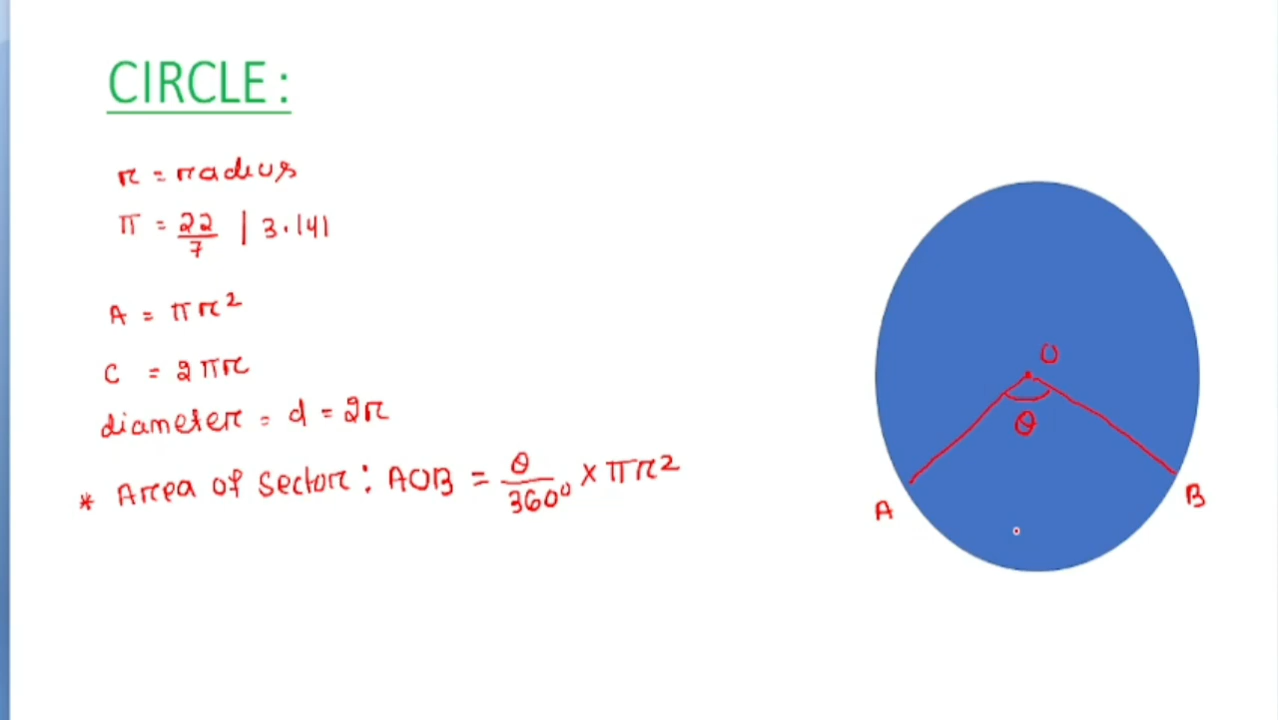 CIRCLE :
r = radius
π = 22/7 | 3.141
A = πr²
C = 2πr
diameter = d = 2r
* Area of Sector : AOB = θ/360° × πr²
O
θ
A
B